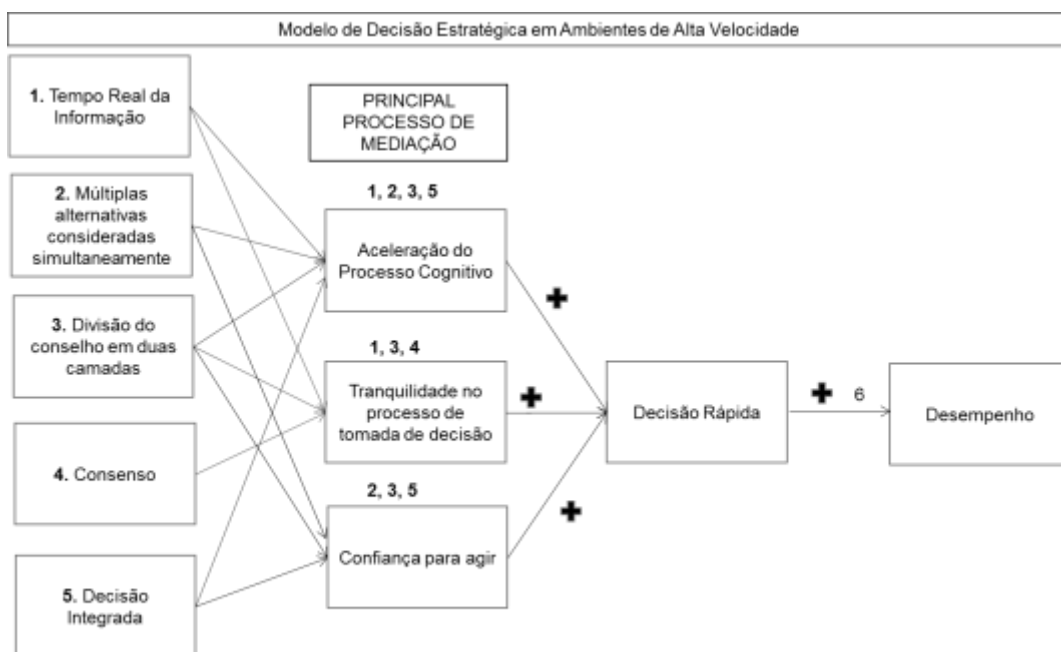 Modelo de Decisão Estratégica em Ambientes de Alta Velocidade
1. Tempo Real da
Informação
2. Múltiplas
alternativas
consideradas
simultaneamente
3. Divisão do
conselho em duas
camadas
4. Consenso
5. Decisão
Integrada
PRINCIPAL
PROCESSO DE
MEDIAÇÃO
1, 2, 3, 5
Aceleração do
Processo Cognitivo
1, 3, 4
Tranquilidade no
processo de
tomada de decisão
2, 3, 5
Confiança para agir
+
+
+
Decisão Rápida
+ 6
Desempenho